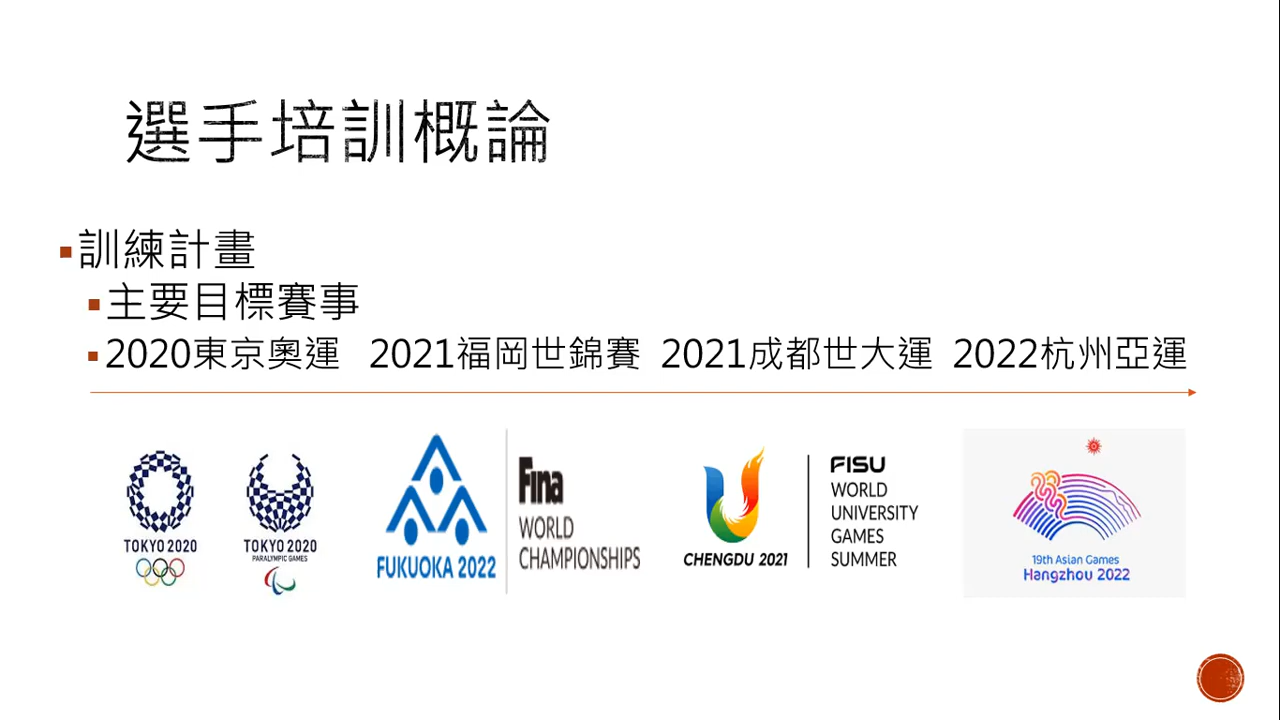 選手培訓概論
訓練計畫
主要目標賽事
2020東京奧運 2021福岡世錦賽 2021成都世大運 2022杭州亞運
TOKYO 2020
TOKYO 2020
PARALYMPIC GAMES
FUKUOKA 2022
FINA
WORLD
CHAMPIONSHIPS
CHENGDU 2021
FISU
WORLD
UNIVERSITY
GAMES
SUMMER
19th Asian Games
Hangzhou 2022